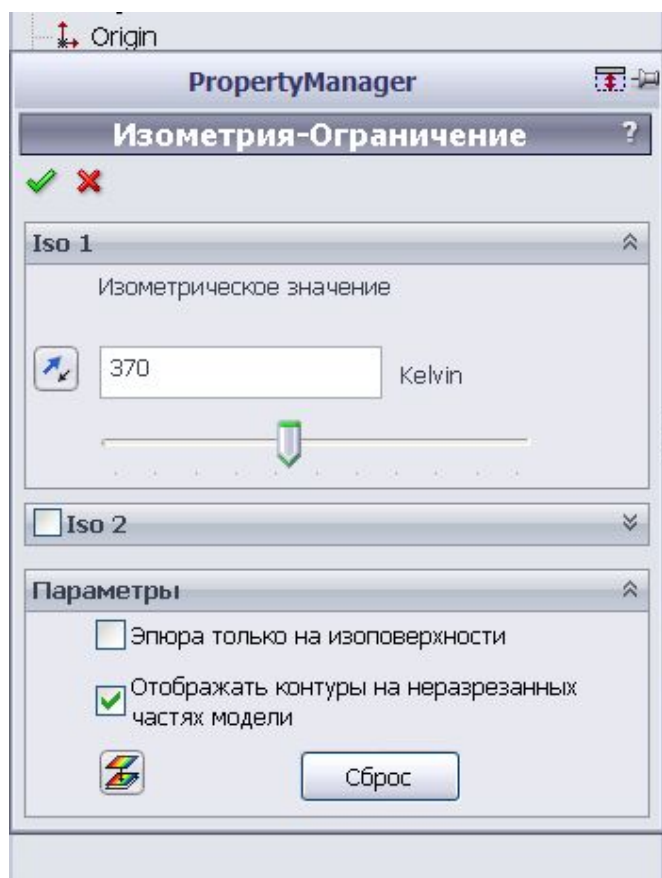 Origin
PropertyManager
Изометрия-Ограничение ?
Iso 1
Изометрическое значение
370 Kelvin
Iso 2
Параметры
Эпюра только на изоповерхности
Отображать контуры на неразрезанных
частях модели
Сброс